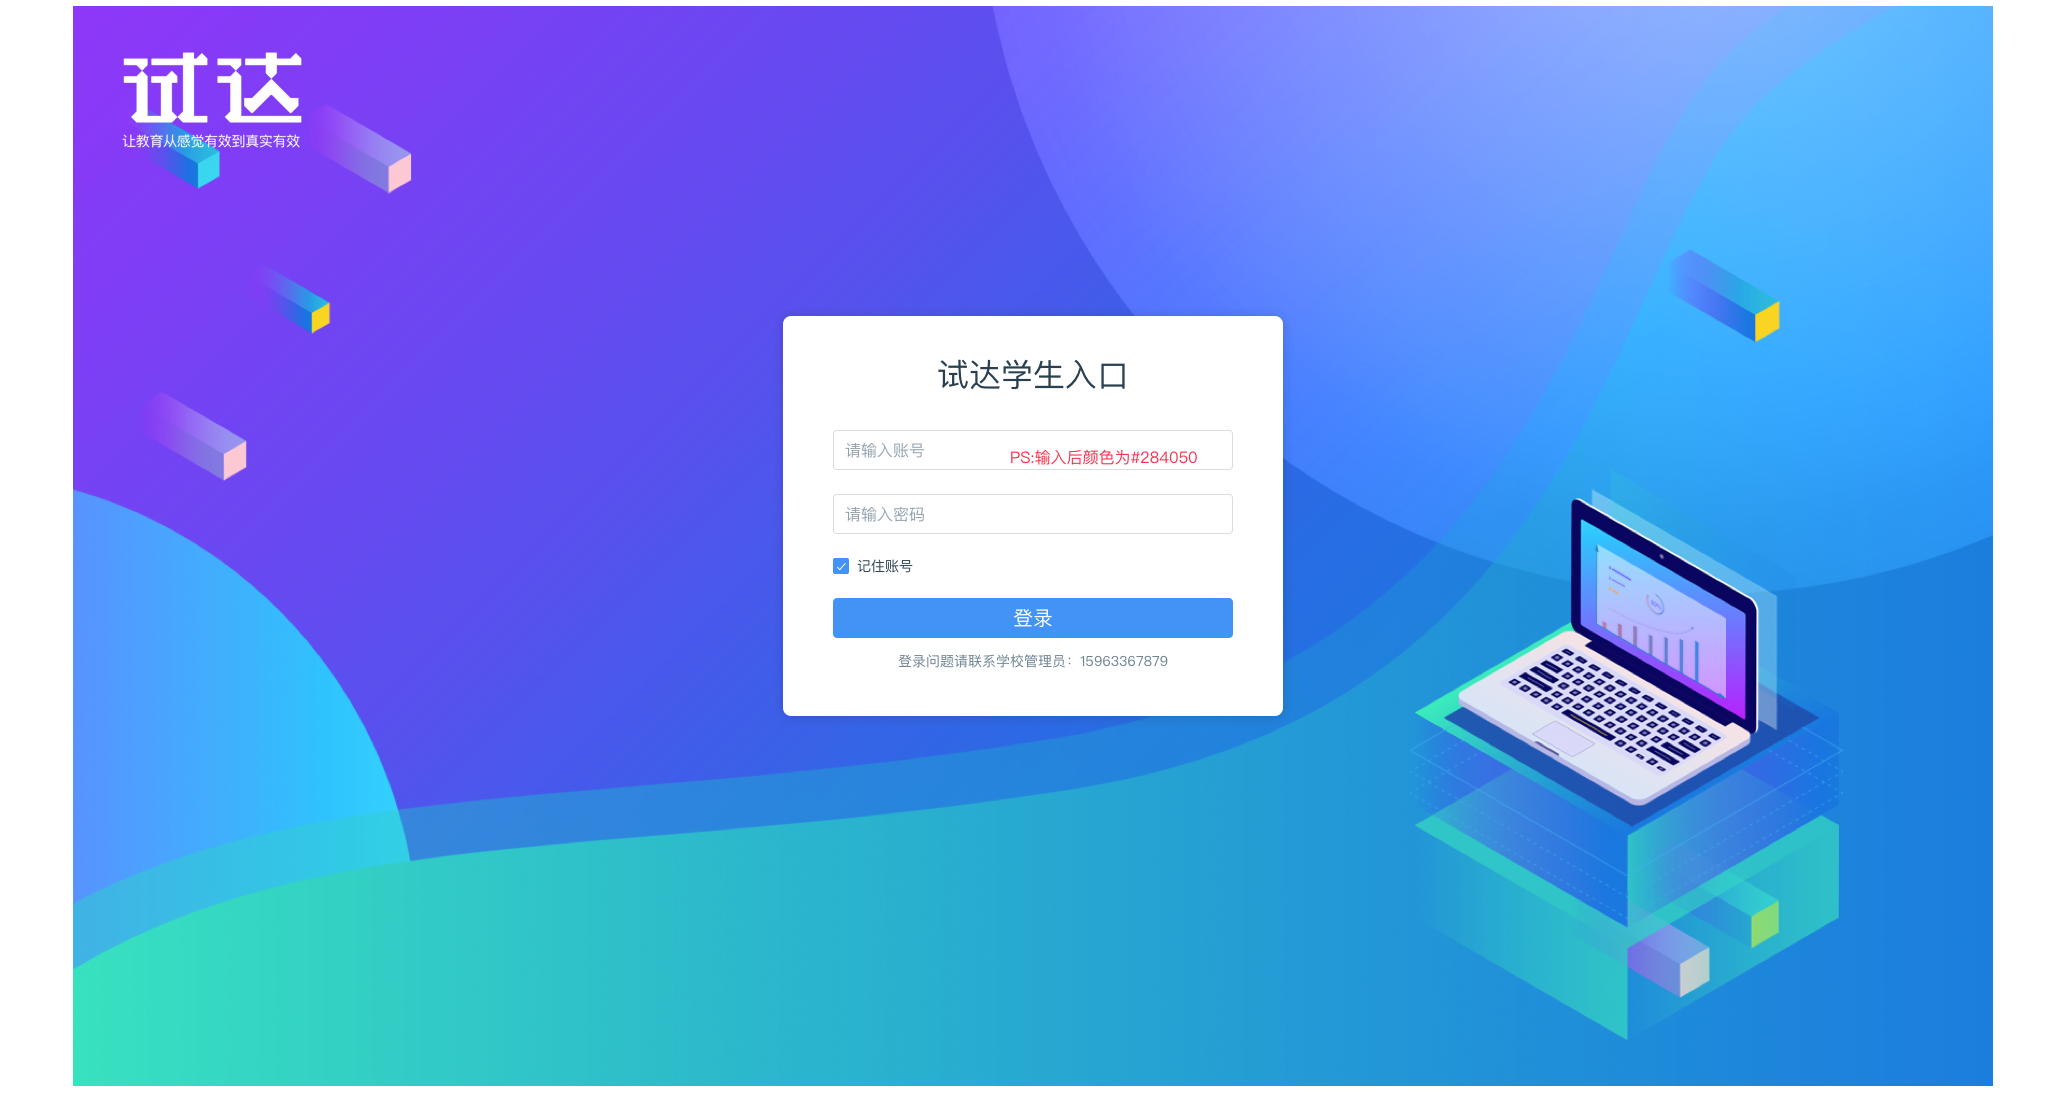 试达
让教育从感觉有效到真实有效
试达学生入口
请输入账号
PS:输入后颜色为#284050
请输入密码
记住账号
登录
登录问题请联系学校管理员：15963367879